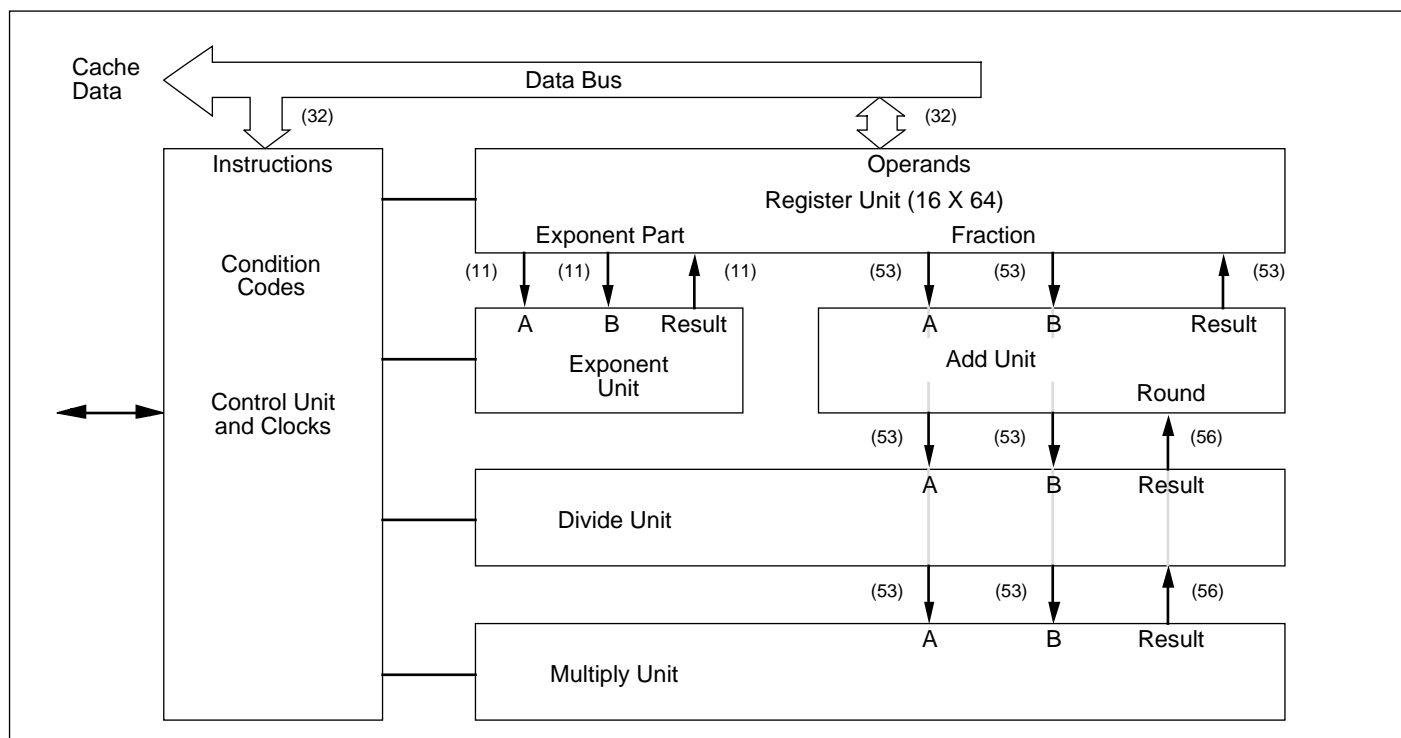 Cache
Data
Data Bus
(32)
(32)
Instructions
Operands
Register Unit (16 X 64)
Exponent Part
Fraction
(11)
(11)
(11)
(53)
(53)
(53)
Condition
Codes
A
B
Result
A
B
Result
Exponent
Unit
Add Unit
Round
Control Unit
and Clocks
(53)
(53)
(56)
A
B
Result
Divide Unit
(53)
(53)
(56)
A
B
Result
Multiply Unit